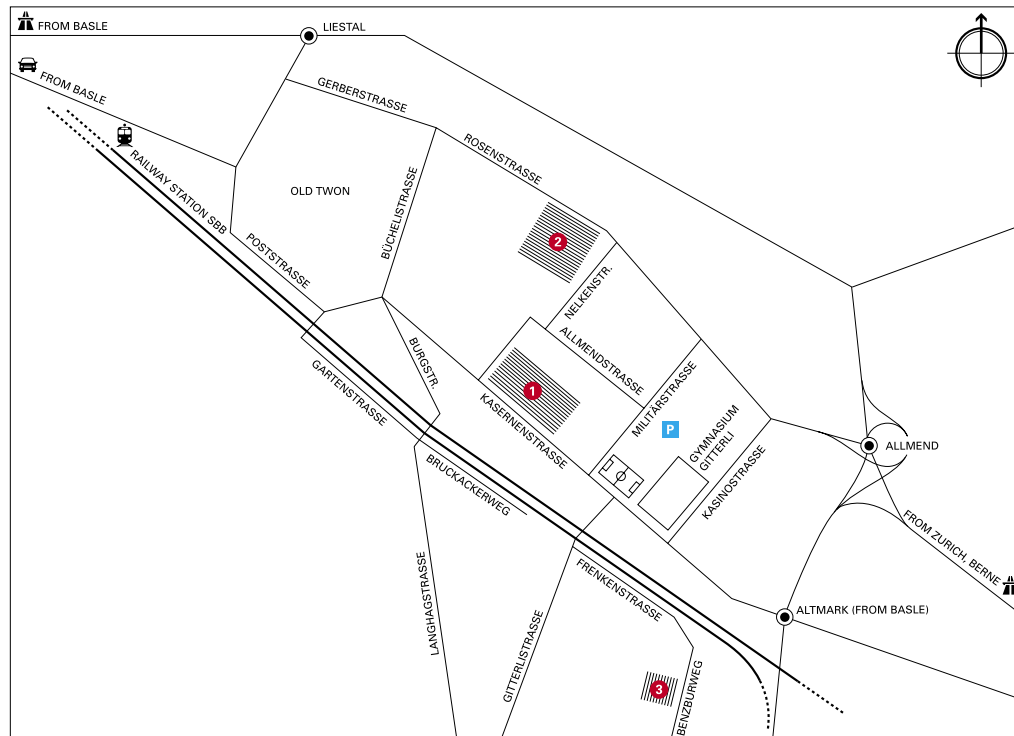 FROM BASLE
LIESTAL
FROM BASLE
GERBERSTRASSE
ROSENSTRASSE
RAILWAY STATION SBB
OLD TWON
BÜCHELISTRASSE
POSTSTRASSE
2
NELKENSTR.
ALLMENDSTRASSE
BURGSTR.
GARTENSTRASSE
1
KASERNENSTRASSE
MILITÄRSTRASSE
P
GYMNASIUM
GITTERLI
KASINOSTRASSE
ALLMEND
BRUCKACKERWEG
FROM ZURICH, BERNE
LANGHAGSTRASSE
FRENKENSTRASSE
GITTERLISTRASSE
ALTMARK (FROM BASLE)
3
BENZBURWEG